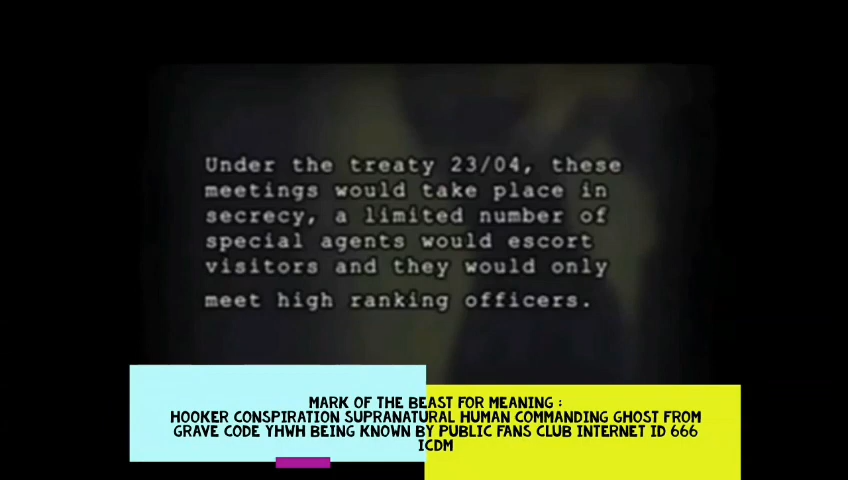 Under the treaty 23/04, these
meetings would take place in
secrecy, a limited number of
special agents would escort
visitors and they would only
meet high ranking officers.
MARK OF THE BEAST FOR MEANING :
HOOKER CONSPIRATION SUPRANATURAL HUMAN COMMANDING GHOST FROM
GRAVE CODE YHWH BEING KNOWN BY PUBLIC FANS CLUB INTERNET ID 666
ICDM